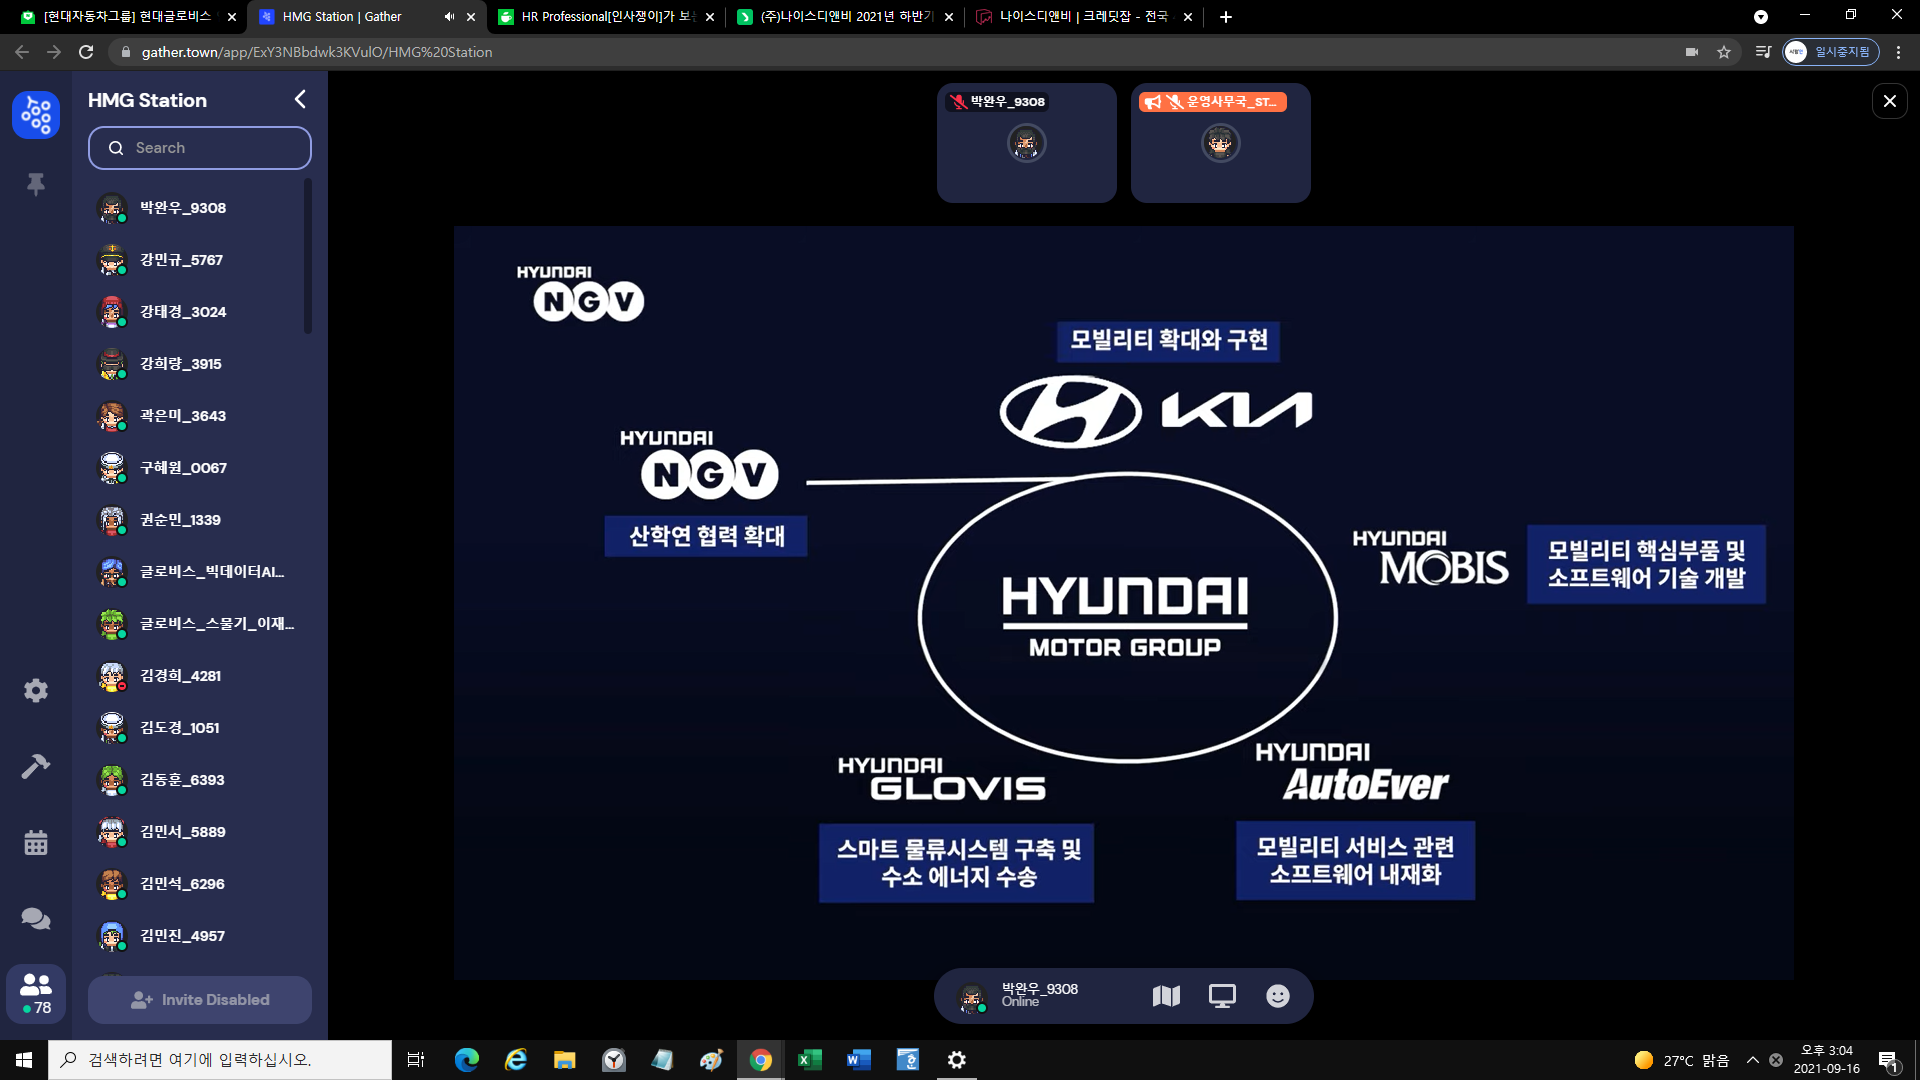 [현대자동차그룹] 현대글로비스
HMG Station | Gather
HR Professional[인사쟁이]가 보는
(주)나이스디앤비 2021년 하반기
나이스디앤비 | 크레딧잡 - 전국
gather.town/app/ExY3NBbdwk3KVulO/HMG%20Station
일시중지됨
HMG Station
Search
박완우_9308
강민규_5767
강태경_3024
강희량_3915
곽은미_3643
구혜원_0067
권순민_1339
글로비스_빅데이터AI...
글로비스_스물기_이재...
김경희_4281
김도경_1051
김동훈_6393
김민서_5889
김민석_6296
김민진_4957
Invite Disabled
78
박완우_9308
운영사무국_ST...
HYUNDAI
NGV
모빌리티 확대와 구현
KIA
HYUNDAI
NGV
산학연 협력 확대
HYUNDAI
MOBIS
모빌리티 핵심부품 및
소프트웨어 기술 개발
HYUNDAI
MOTOR GROUP
HYUNDAI
GLOVIS
스마트 물류시스템 구축 및
수소 에너지 수송
HYUNDAI
AutoEver
모빌리티 서비스 관련
소프트웨어 내재화
박완우_9308
Online
검색하려면 여기에 입력하십시오.
27°C 맑음
오후 3:04
2021-09-16
1